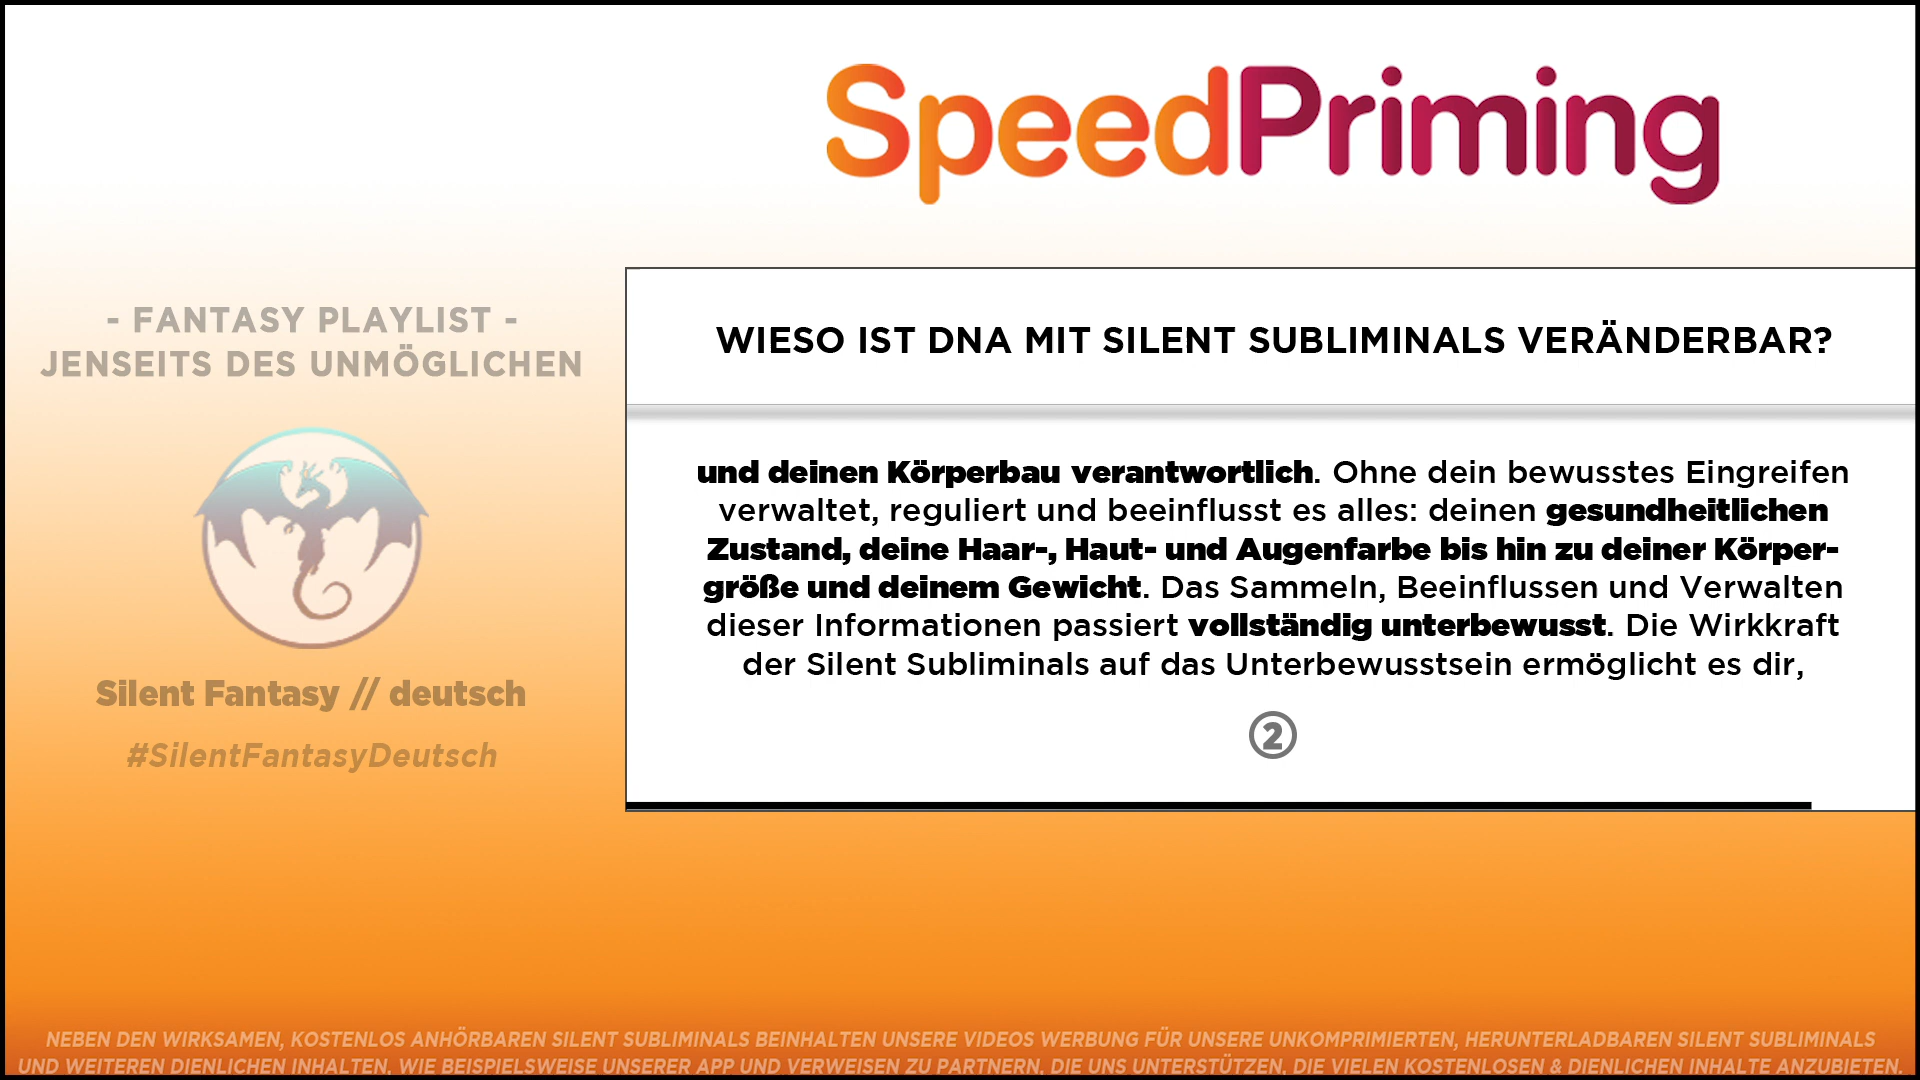 SpeedPriming
- FANTASY PLAYLIST -
JENSEITS DES UNMÖGLICHEN
Silent Fantasy // deutsch
#SilentFantasyDeutsch
WIESO IST DNA MIT SILENT SUBLIMINALS VERÄNDERBAR?
und deinen Körperbau verantwortlich. Ohne dein bewusstes Eingreifen
verwaltet, reguliert und beeinflusst es alles: deinen gesundheitlichen
Zustand, deine Haar-, Haut- und Augenfarbe bis hin zu deiner Körper-
größe und deinem Gewicht. Das Sammeln, Beeinflussen und Verwalten
dieser Informationen passiert vollständig unterbewusst. Die Wirkkraft
der Silent Subliminals auf das Unterbewusstsein ermöglicht es dir,
2
NEBEN DEN WIRKSAMEN, KOSTENLOS ANHÖRBAREN SILENT SUBLIMINALS BEINHALTEN UNSERE VIDEOS WERBUNG FÜR UNSERE UNKOMPRIMIERTEN, HERUNTERLADBAREN SILENT SUBLIMINALS
UND WEITEREN DIENLICHEN INHALTEN, WIE BEISPIELSWEISE UNSERER APP UND VERWEISEN ZU PARTNERN, DIE UNS UNTERSTÜTZEN, DIE VIELEN KOSTENLOSEN & DIENLICHEN INHALTE ANZUBIETEN.